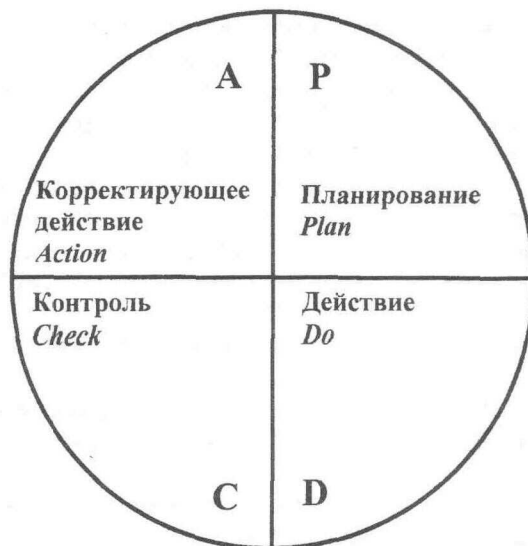 A P
Корректирующее
действие
Action
Планирование
Plan
Контроль
Check
Действие
Do
C D